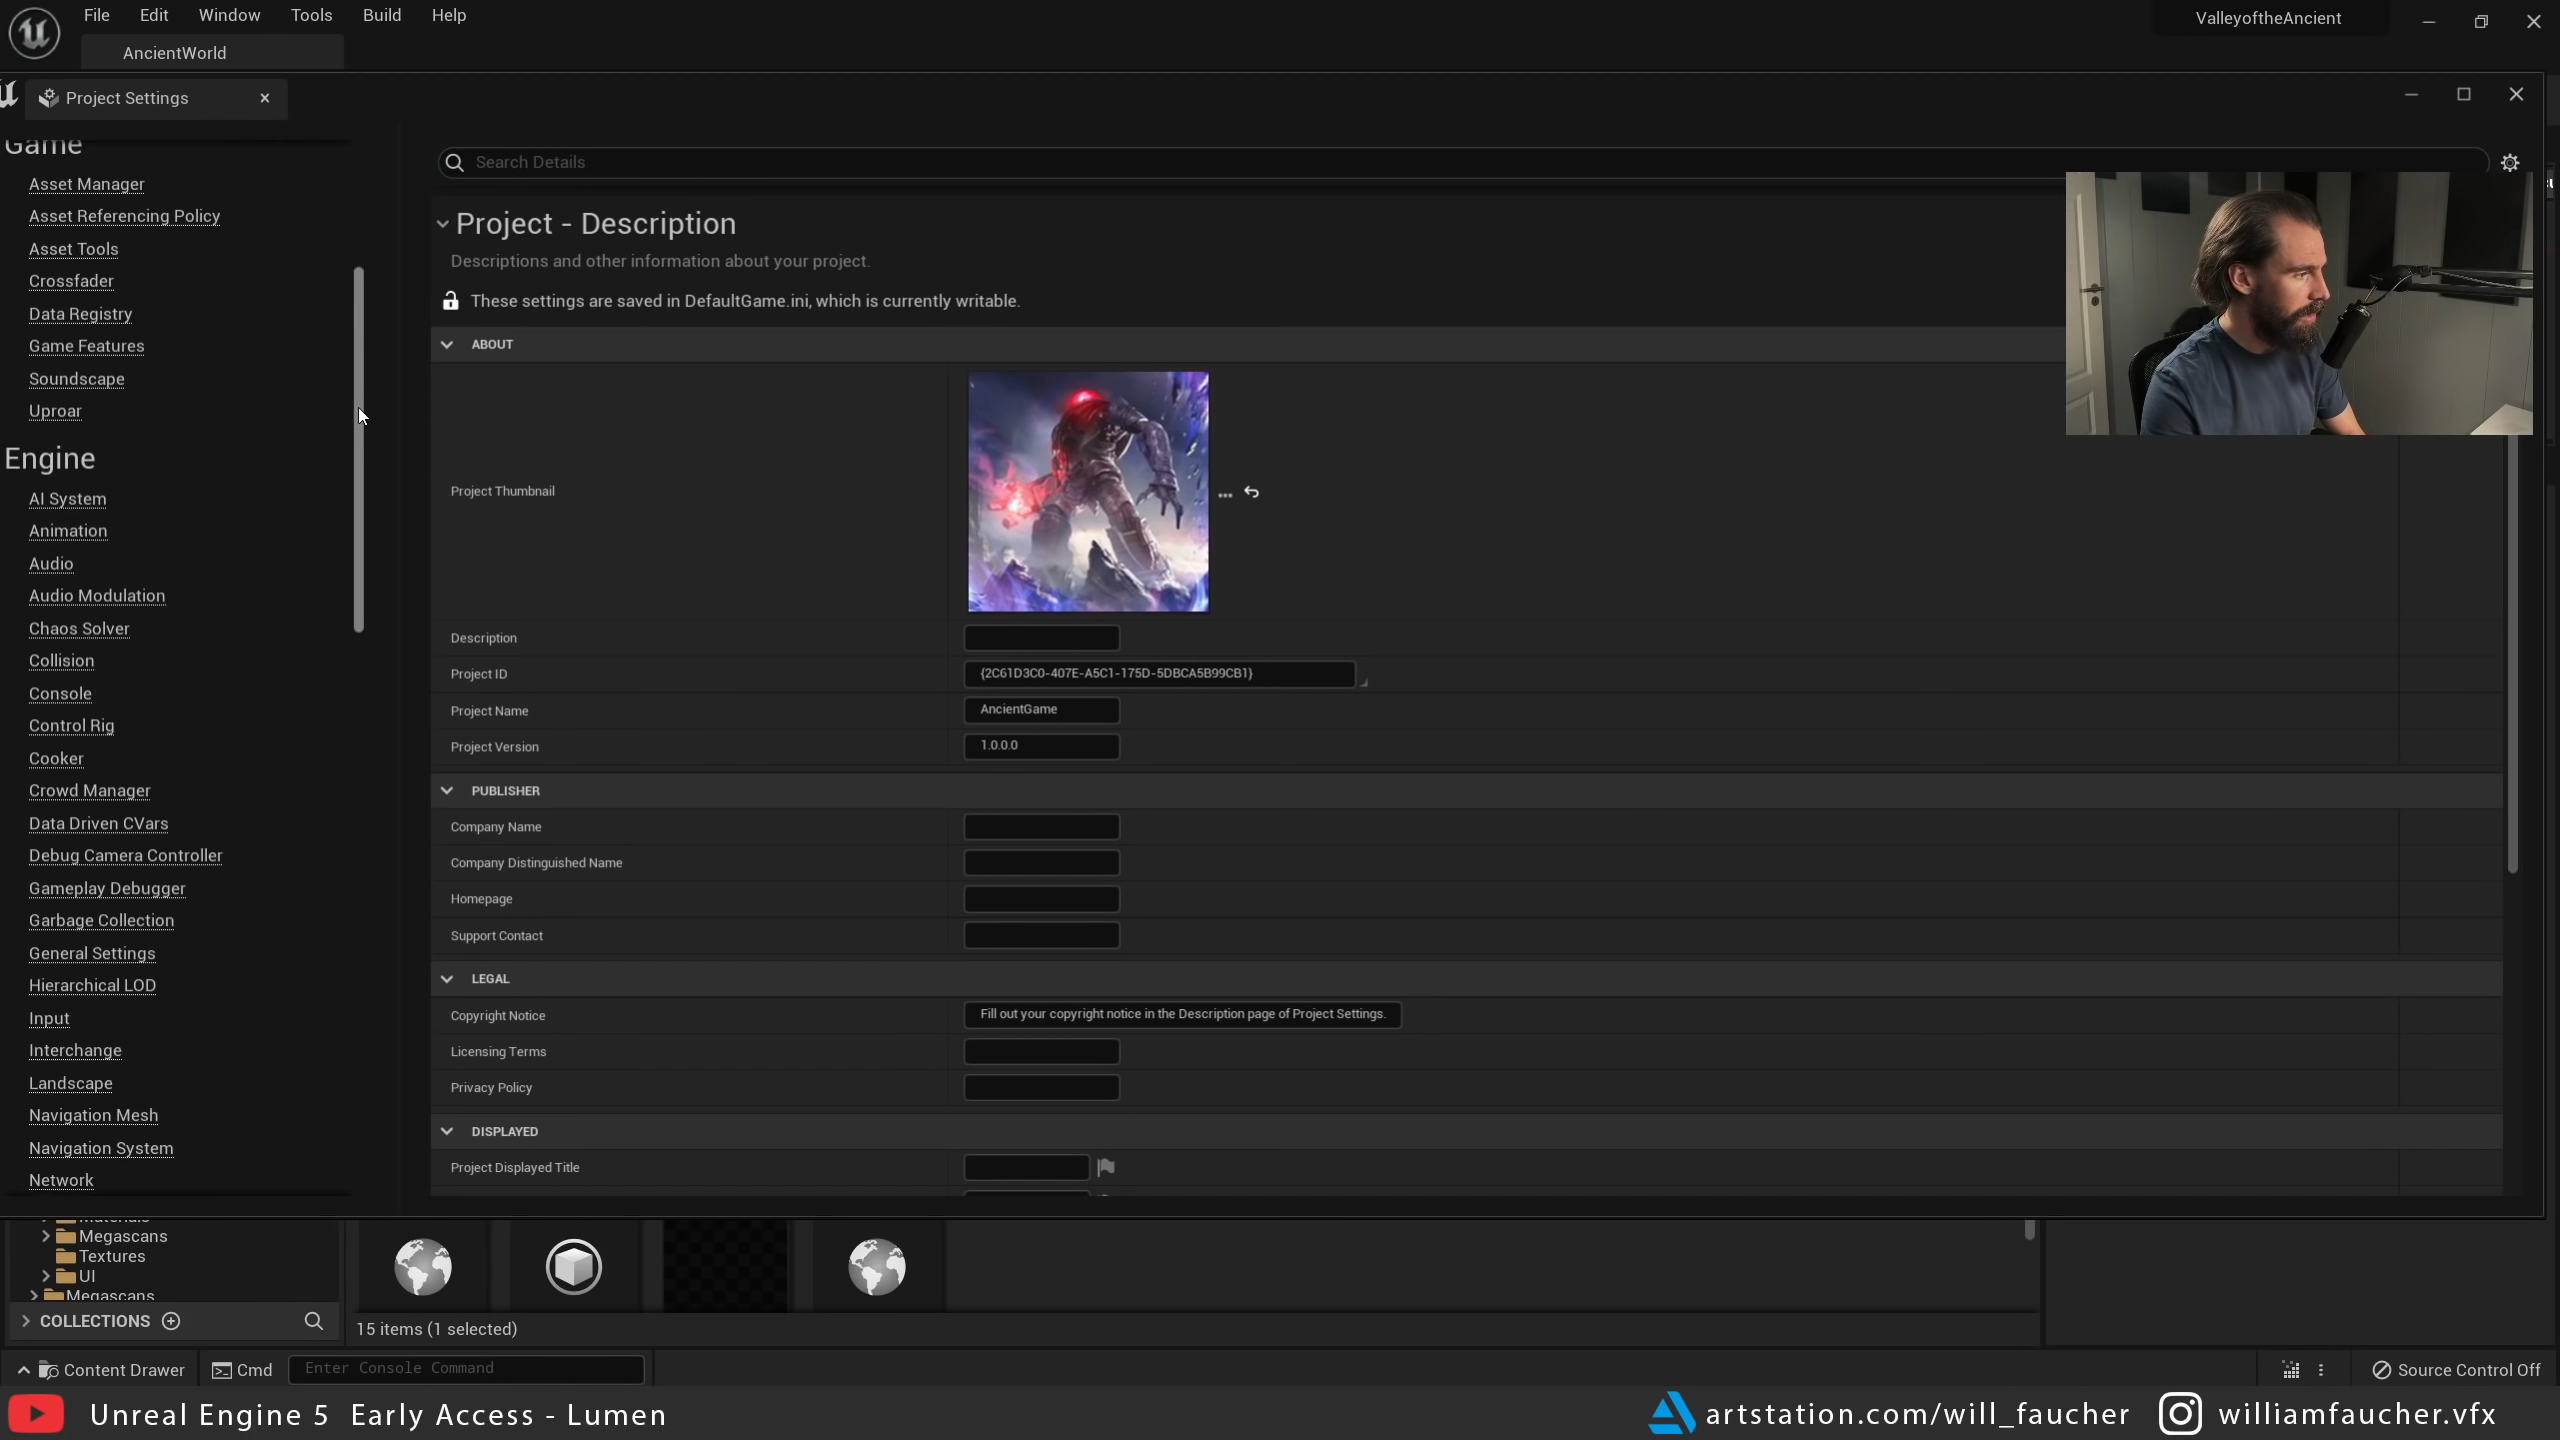 File Edit Window Tools Build Help
ValleyoftheAncient
AncientWorld
Project Settings
Game
Asset Manager
Asset Referencing Policy
Asset Tools
Crossfader
Data Registry
Game Features
Soundscape
Uproar
Engine
AI System
Animation
Audio
Audio Modulation
Chaos Solver
Collision
Console
Control Rig
Cooker
Crowd Manager
Data Driven CVars
Debug Camera Controller
Gameplay Debugger
Garbage Collection
General Settings
Hierarchical LOD
Input
Interchange
Landscape
Navigation Mesh
Navigation System
Network
Search Details
Project - Description
Descriptions and other information about your project.
These settings are saved in DefaultGame.ini, which is currently writable.
ABOUT
Project Thumbnail
Description
Project ID {2C61D3C0-407E-A5C1-175D-5DBCA5B99CB1}
Project Name AncientGame
Project Version 1.0.0.0
PUBLISHER
Company Name
Company Distinguished Name
Homepage
Support Contact
LEGAL
Copyright Notice Fill out your copyright notice in the Description page of Project Settings.
Licensing Terms
Privacy Policy
DISPLAYED
Project Displayed Title
Materials
Megascans
Textures
UI
Megascans
COLLECTIONS
15 items (1 selected)
Content Drawer Cmd Enter Console Command
Source Control Off
Unreal Engine 5 Early Access - Lumen
artstation.com/will_faucher
williamfaucher.vfx